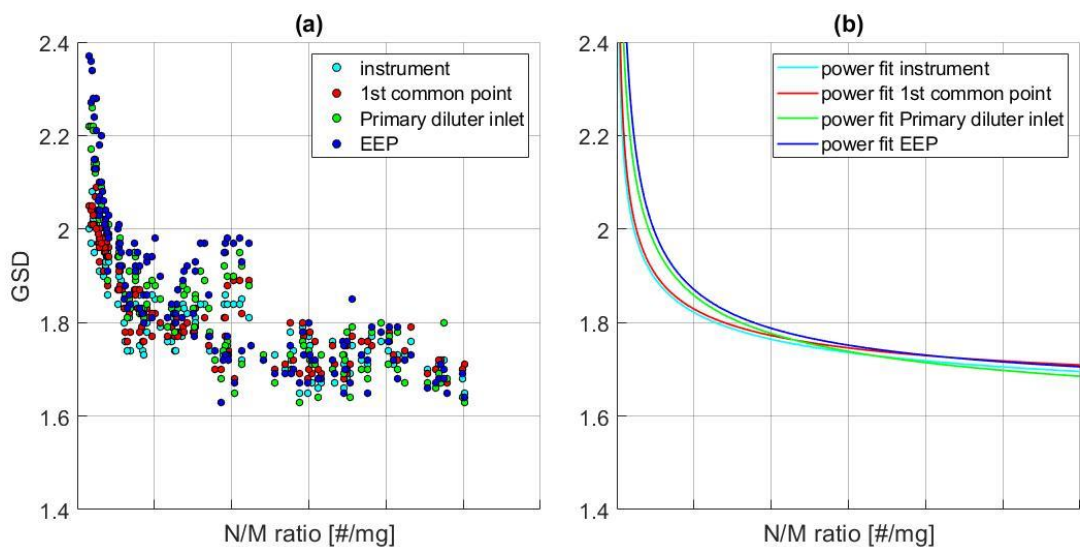 (a)
2.4
2.2
2
1.8
1.6
1.4
GSD
N/M ratio [#/mg]
instrument
1st common point
Primary diluter inlet
EEP
(b)
2.4
2.2
2
1.8
1.6
1.4
N/M ratio [#/mg]
power fit instrument
power fit 1st common point
power fit Primary diluter inlet
power fit EEP